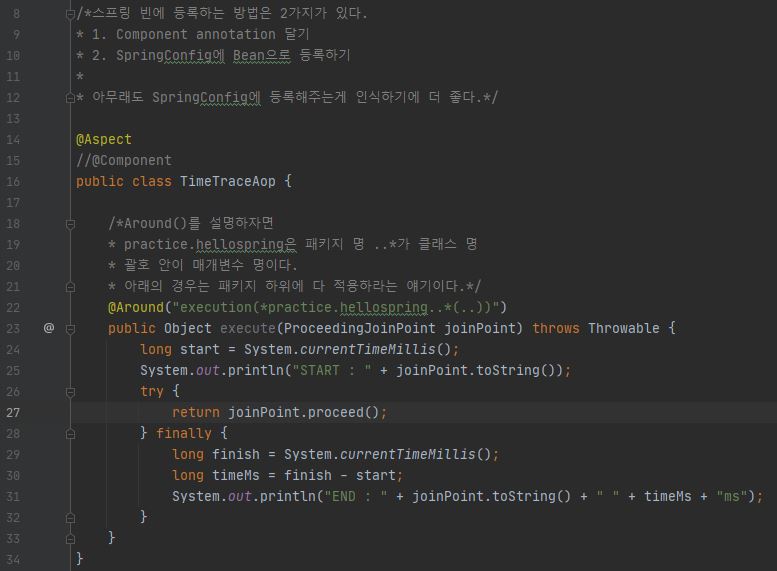 8 /*스프링 빈에 등록하는 방법은 2가지가 있다.
9 * 1. Component annotation 달기
10 * 2. SpringConfig에 Bean으로 등록하기
11 *
12 * 아무래도 SpringConfig에 등록해주는게 인식하기에 더 좋다.*/
13
14 @Aspect
15 //@Component
16 public class TimeTraceAop {
17
18 /*Around()를 설명하자면
19 * practice.hellospring은 패키지 명 ..*가 클래스 명
20 * 괄호 안이 매개변수 명이다.
21 * 아래의 경우는 패키지 하위에 다 적용하라는 얘기이다.*/
22 @Around("execution(*practice.hellospring..*(..))")
23 @ public Object execute(ProceedingJoinPoint joinPoint) throws Throwable {
24 long start = System.currentTimeMillis();
25 System.out.println("START : " + joinPoint.toString());
26 try {
27 return joinPoint.proceed();
28 } finally {
29 long finish = System.currentTimeMillis();
30 long timeMs = finish - start;
31 System.out.println("END : " + joinPoint.toString() + " " + timeMs + "ms");
32 }
33 }
34 }